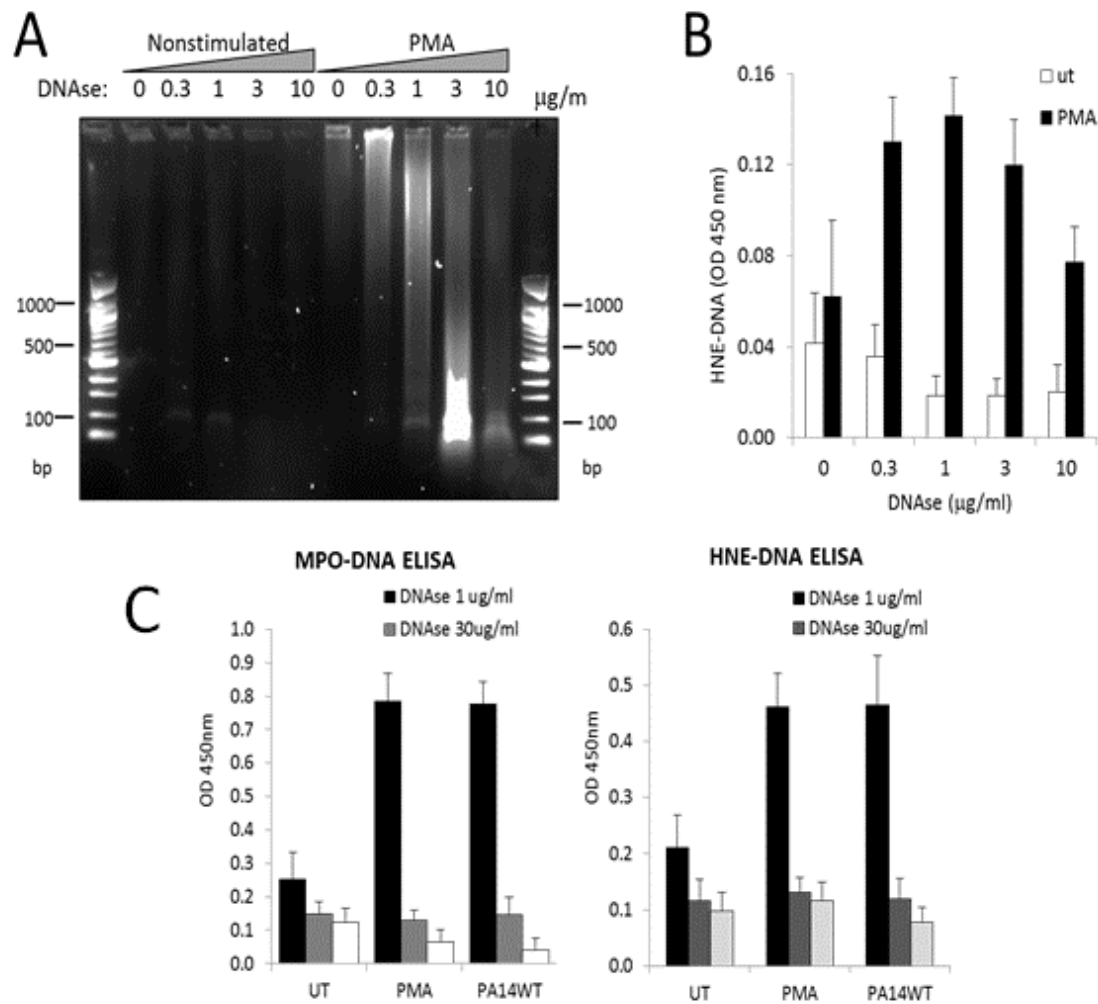 A
Nonstimulated PMA
DNAse: 0 0.3 1 3 10 0 0.3 1 3 10 µg/m
1000 1000
500 500
100 100
bp bp
B
ut
PMA
HNE-DNA (OD 450 nm)
0.16
0.12
0.08
0.04
0.00
0 0.3 1 3 10
DNAse (µg/ml)
C
MPO-DNA ELISA
DNAse 1 ug/ml
DNAse 30ug/ml
OD 450nm
1.0
0.9
0.8
0.7
0.6
0.5
0.4
0.3
0.2
0.1
0.0
UT PMA PA14WT
HNE-DNA ELISA
DNAse 1 ug/ml
DNAse 30ug/ml
OD 450nm
0.6
0.5
0.4
0.3
0.2
0.1
0.0
UT PMA PA14WT